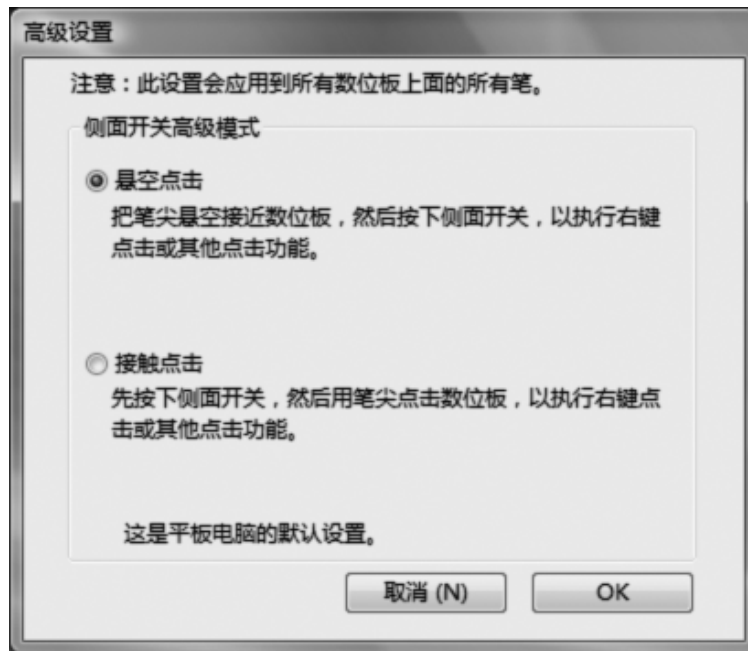 高级设置
注意：此设置会应用到所有数位板上面的所有笔。
侧面开关高级模式
悬空点击
把笔尖悬空接近数位板，然后按下侧面开关，以执行右键
点击或其他点击功能。
接触点击
先按下侧面开关，然后用笔尖点击数位板，以执行右键点
击或其他点击功能。
这是平板电脑的默认设置。
取消 (N)
OK